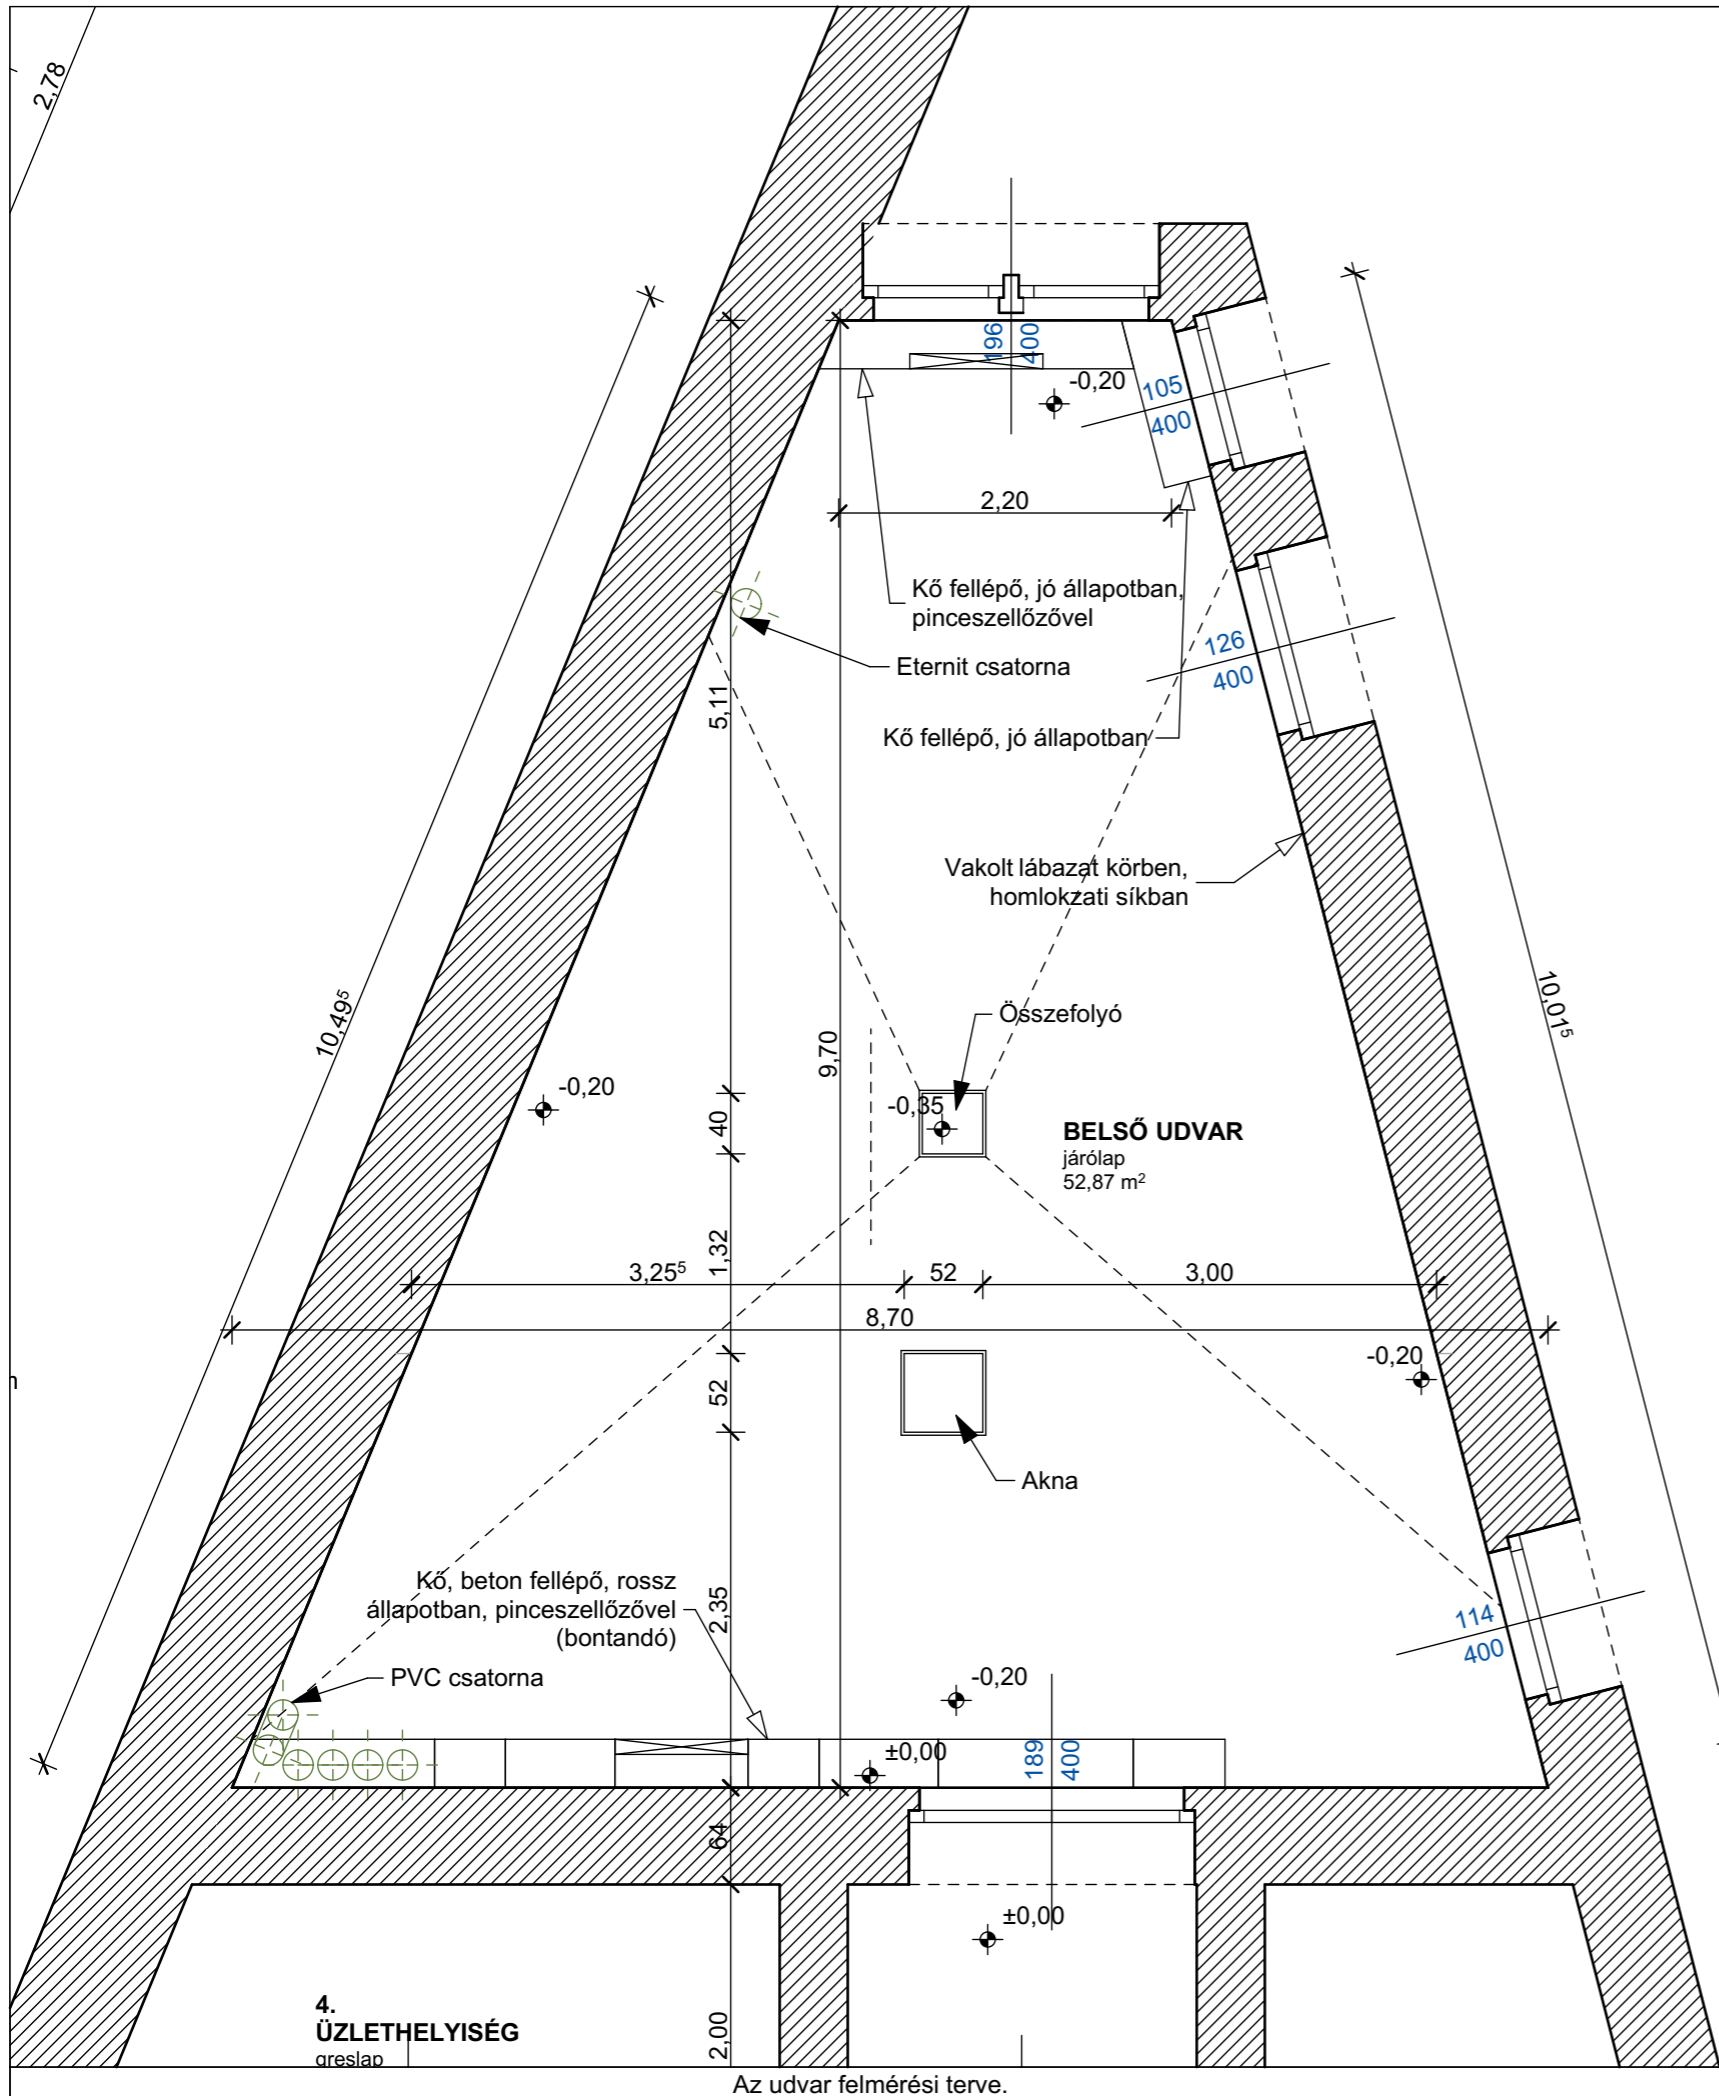 2,78
196
400
-0,20
105
400
2,20
Kő fellépő, jó állapotban,
pinceszellőzővel
126
400
Eternit csatorna
5,11
Kő fellépő, jó állapotban
Vakolt lábazat körben,
homlokzati síkban
10,49⁵
10,01⁵
Összefolyó
9,70
-0,20
-0,35
40
BELSŐ UDVAR
járólap
52,87 m²
1,32
3,25⁵
52
3,00
8,70
-0,20
52
Akna
Kő, beton fellépő, rossz
állapotban, pinceszellőzővel
(bontandó)
2,35
114
400
PVC csatorna
-0,20
±0,00
189
400
64
±0,00
4.
ÜZLETHELYISÉG
greslap
2,00
Az udvar felmérési terve.